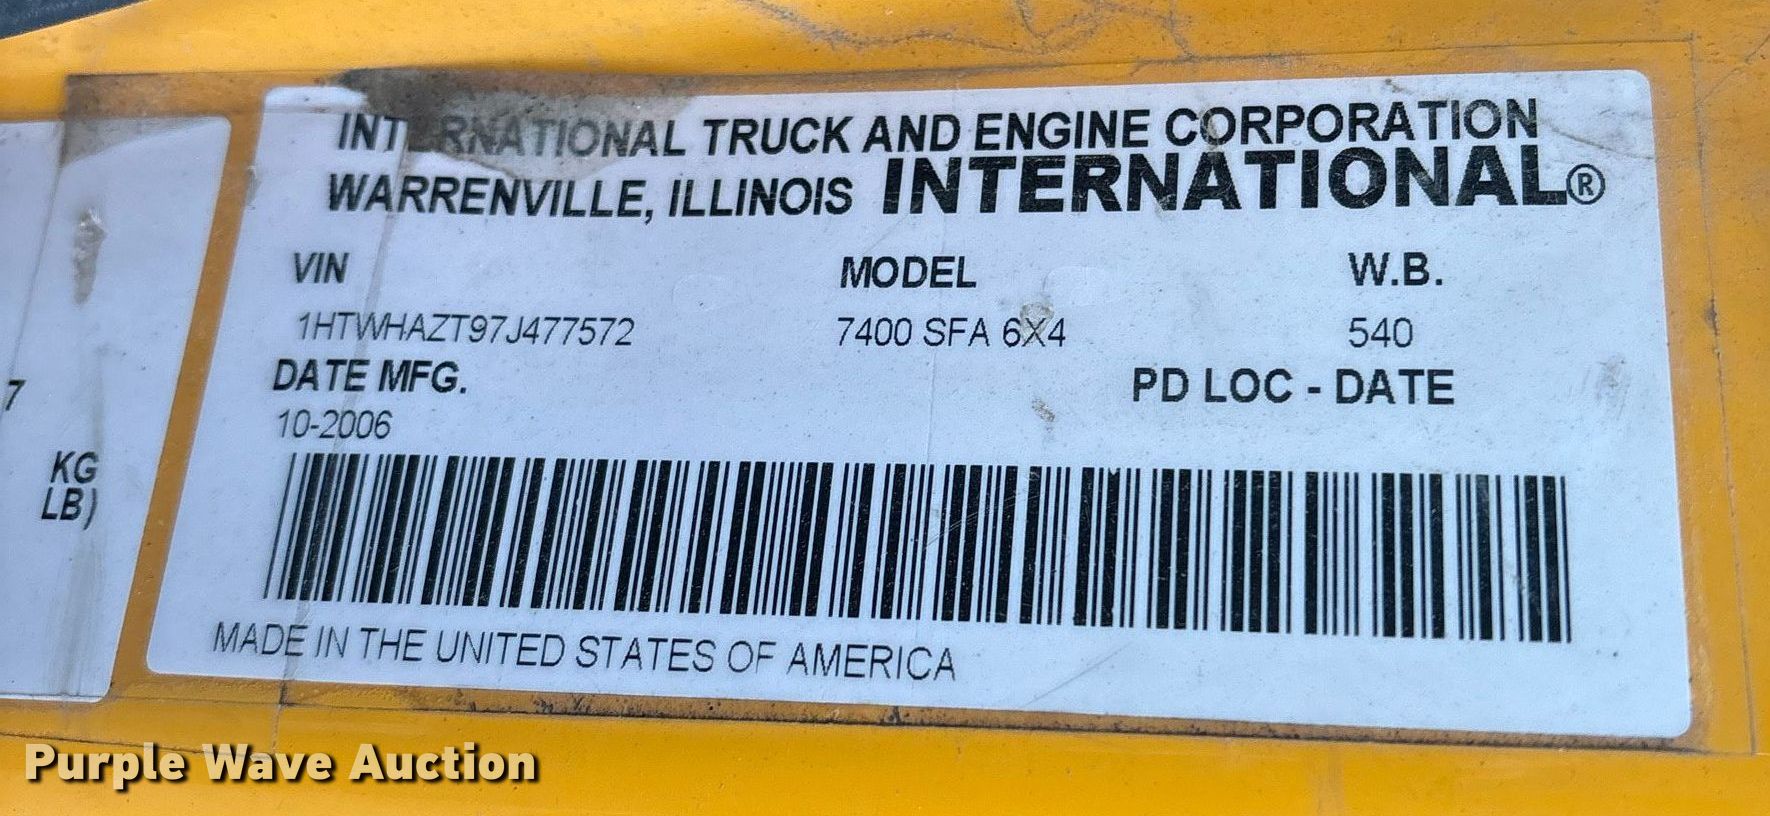 INTERNATIONAL TRUCK AND ENGINE CORPORATION
WARRENVILLE, ILLINOIS INTERNATIONAL®
VIN MODEL W.B.
1HTWHAZT97J477572 7400 SFA 6X4 540
DATE MFG. PD LOC - DATE
10-2006
MADE IN THE UNITED STATES OF AMERICA
7
KG
LB)
Purple Wave Auction